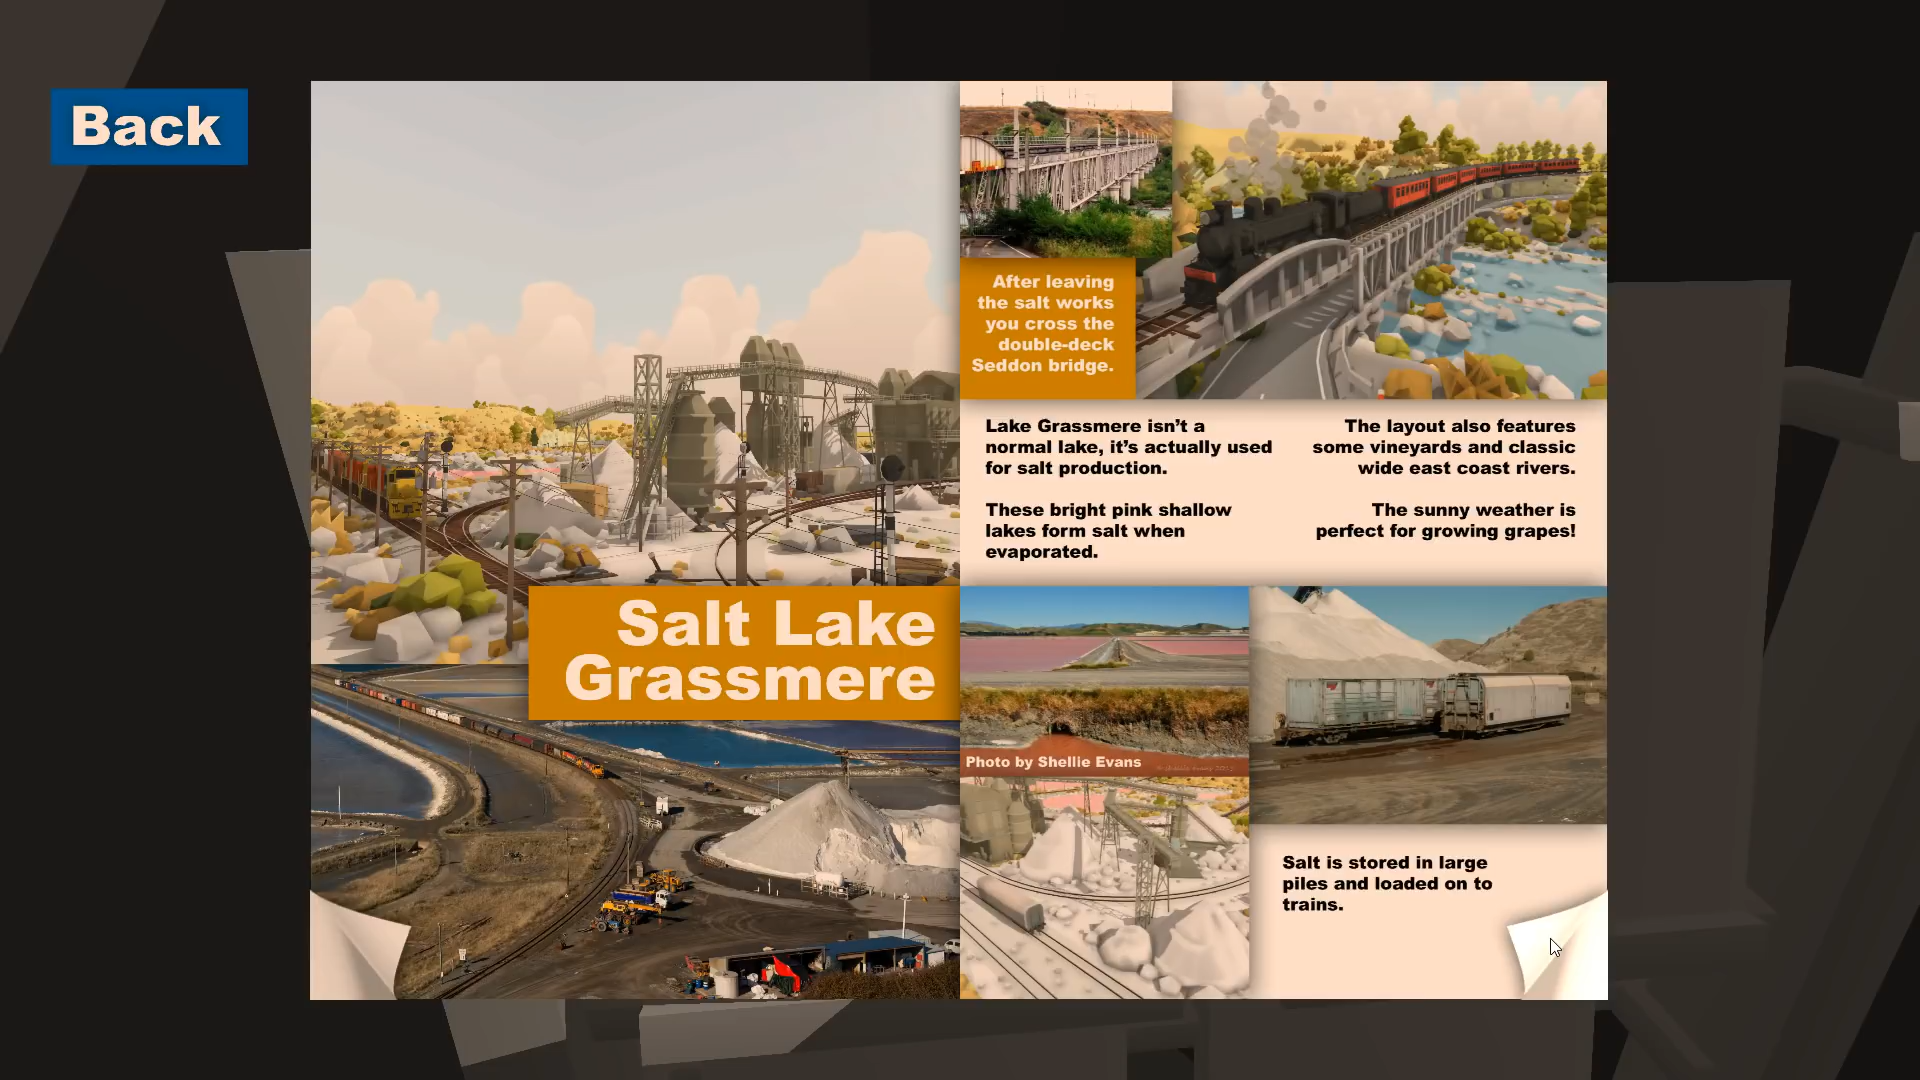 Back
Salt Lake
Grassmere
After leaving
the salt works
you cross the
double-deck
Seddon bridge.
Lake Grassmere isn't a
normal lake, it's actually used
for salt production.
These bright pink shallow
lakes form salt when
evaporated.
The layout also features
some vineyards and classic
wide east coast rivers.
The sunny weather is
perfect for growing grapes!
Photo by Shellie Evans
Salt is stored in large
piles and loaded on to
trains.